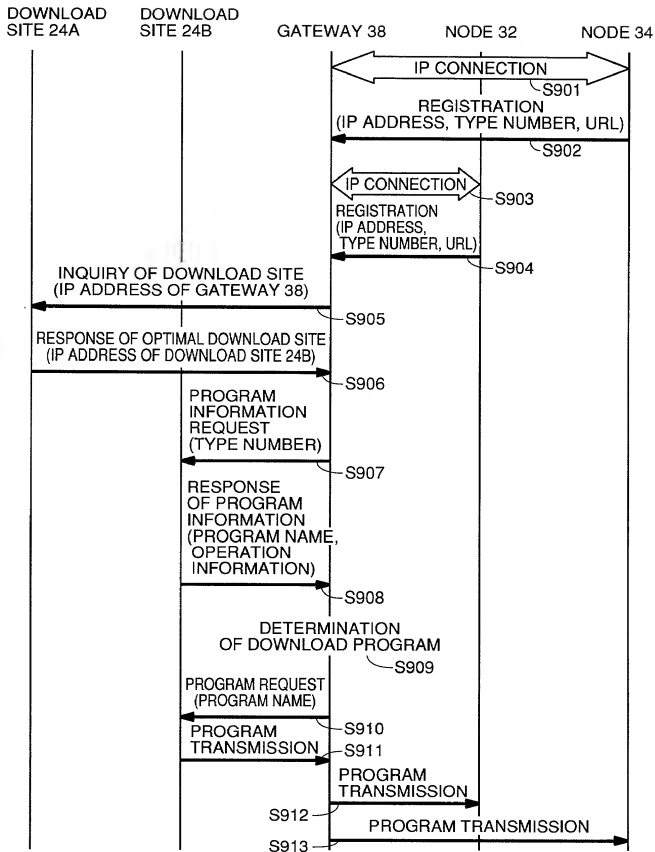 DOWNLOAD
SITE 24A
DOWNLOAD
SITE 24B
GATEWAY 38
NODE 32
NODE 34
IP CONNECTION
S901
REGISTRATION
(IP ADDRESS, TYPE NUMBER, URL)
S902
IP CONNECTION
S903
REGISTRATION
(IP ADDRESS,
TYPE NUMBER, URL)
S904
INQUIRY OF DOWNLOAD SITE
(IP ADDRESS OF GATEWAY 38)
S905
RESPONSE OF OPTIMAL DOWNLOAD SITE
(IP ADDRESS OF DOWNLOAD SITE 24B)
S906
PROGRAM
INFORMATION
REQUEST
(TYPE NUMBER)
S907
RESPONSE
OF PROGRAM
INFORMATION
(PROGRAM NAME,
OPERATION
INFORMATION)
S908
DETERMINATION
OF DOWNLOAD PROGRAM
S909
PROGRAM REQUEST
(PROGRAM NAME)
S910
PROGRAM
TRANSMISSION
S911
PROGRAM
TRANSMISSION
S912
PROGRAM TRANSMISSION
S913